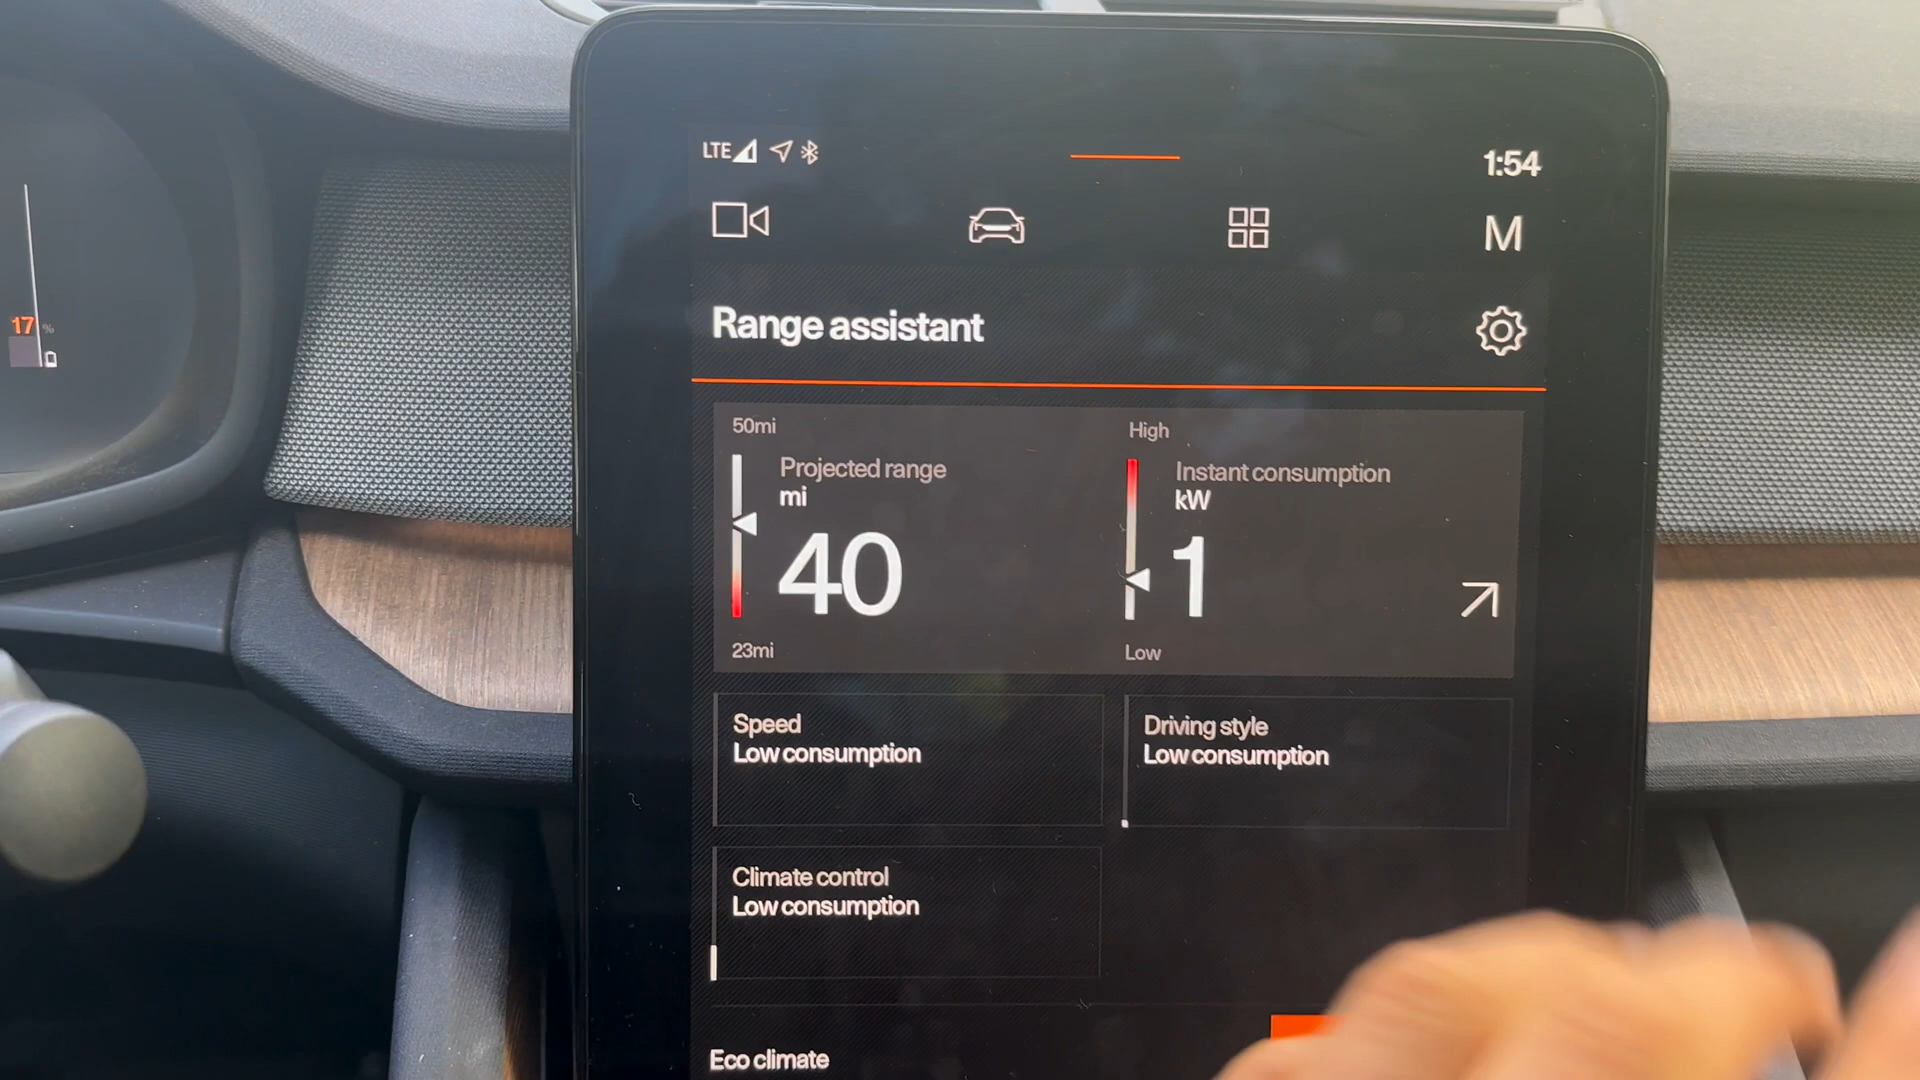 LTE
1:54
M
Range assistant
50mi
Projected range
mi
40
23mi
High
Instant consumption
kW
1
Low
Speed
Low consumption
Driving style
Low consumption
Climate control
Low consumption
Eco climate
17 %